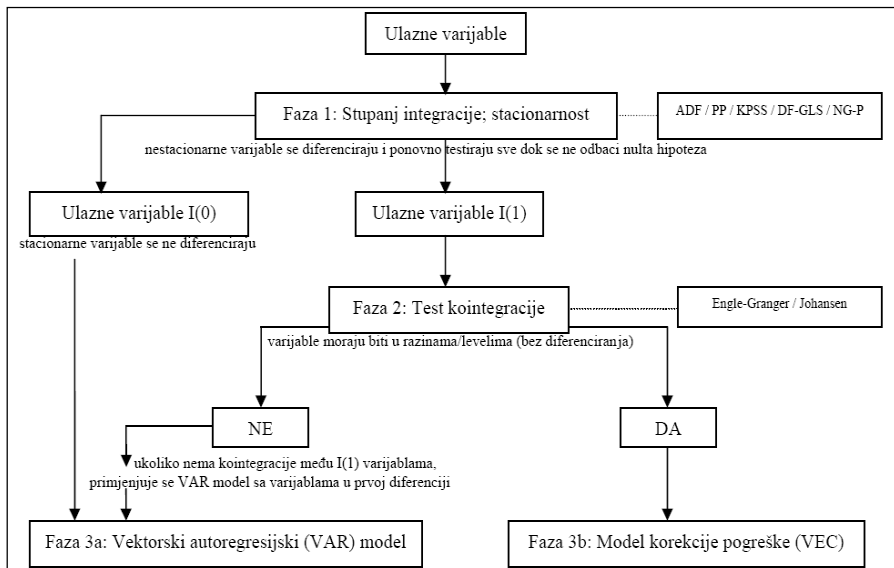 Ulazne varijable
Faza 1: Stupanj integracije; stacionarnost
ADF / PP / KPSS / DF-GLS / NG-P
nestacionarne varijable se diferenciraju i ponovno testiraju sve dok se ne odbaci nulta hipoteza
Ulazne varijable I(0)
Ulazne varijable I(1)
stacionarne varijable se ne diferenciraju
Faza 2: Test kointegracije
Engle-Granger / Johansen
varijable moraju biti u razinama/levelima (bez diferenciranja)
NE
DA
ukoliko nema kointegracije među I(1) varijablama,
primjenjuje se VAR model sa varijablama u prvoj diferenciji
Faza 3a: Vektorski autoregresijski (VAR) model
Faza 3b: Model korekcije pogreške (VEC)